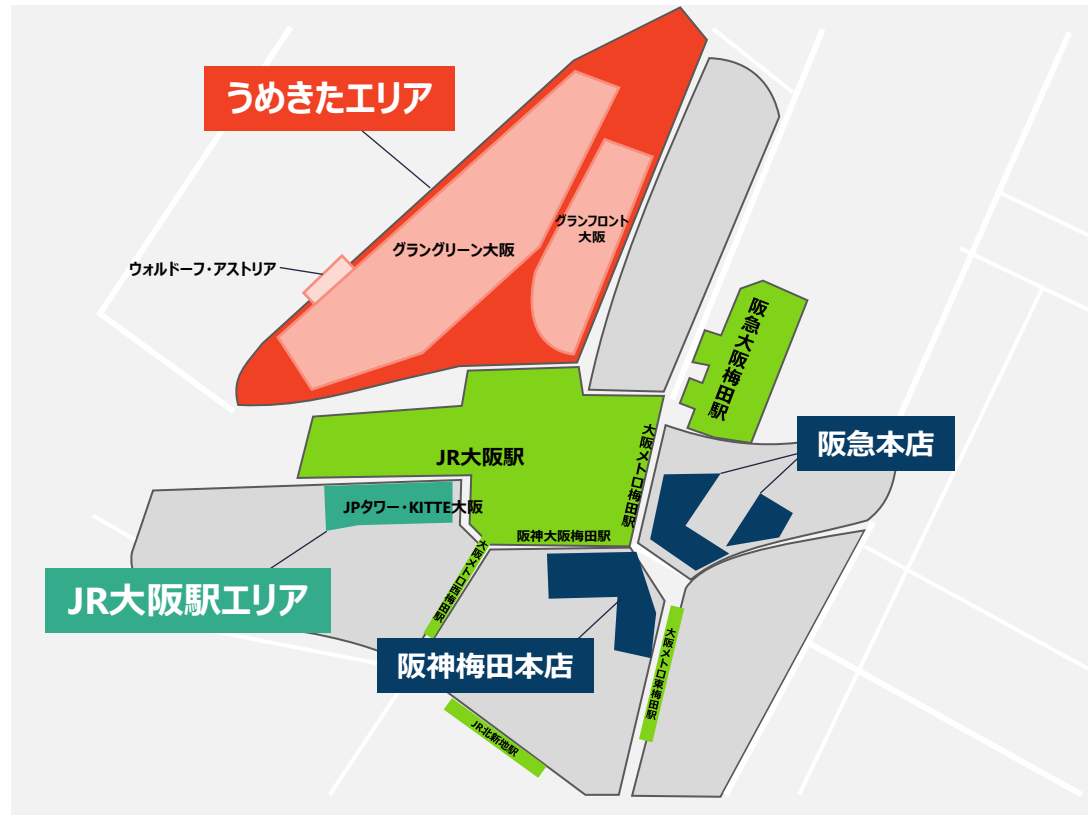 うめきたエリア
グランフロント
大阪
グラングリーン大阪
ウォルドーフ・アストリア
阪急大阪梅田駅
阪急本店
大阪メトロ梅田駅
JR大阪駅
JPタワー・KITTE大阪
阪神大阪梅田駅
大阪メトロ西梅田駅
JR大阪駅エリア
阪神梅田本店
大阪メトロ東梅田駅
JR北新地駅